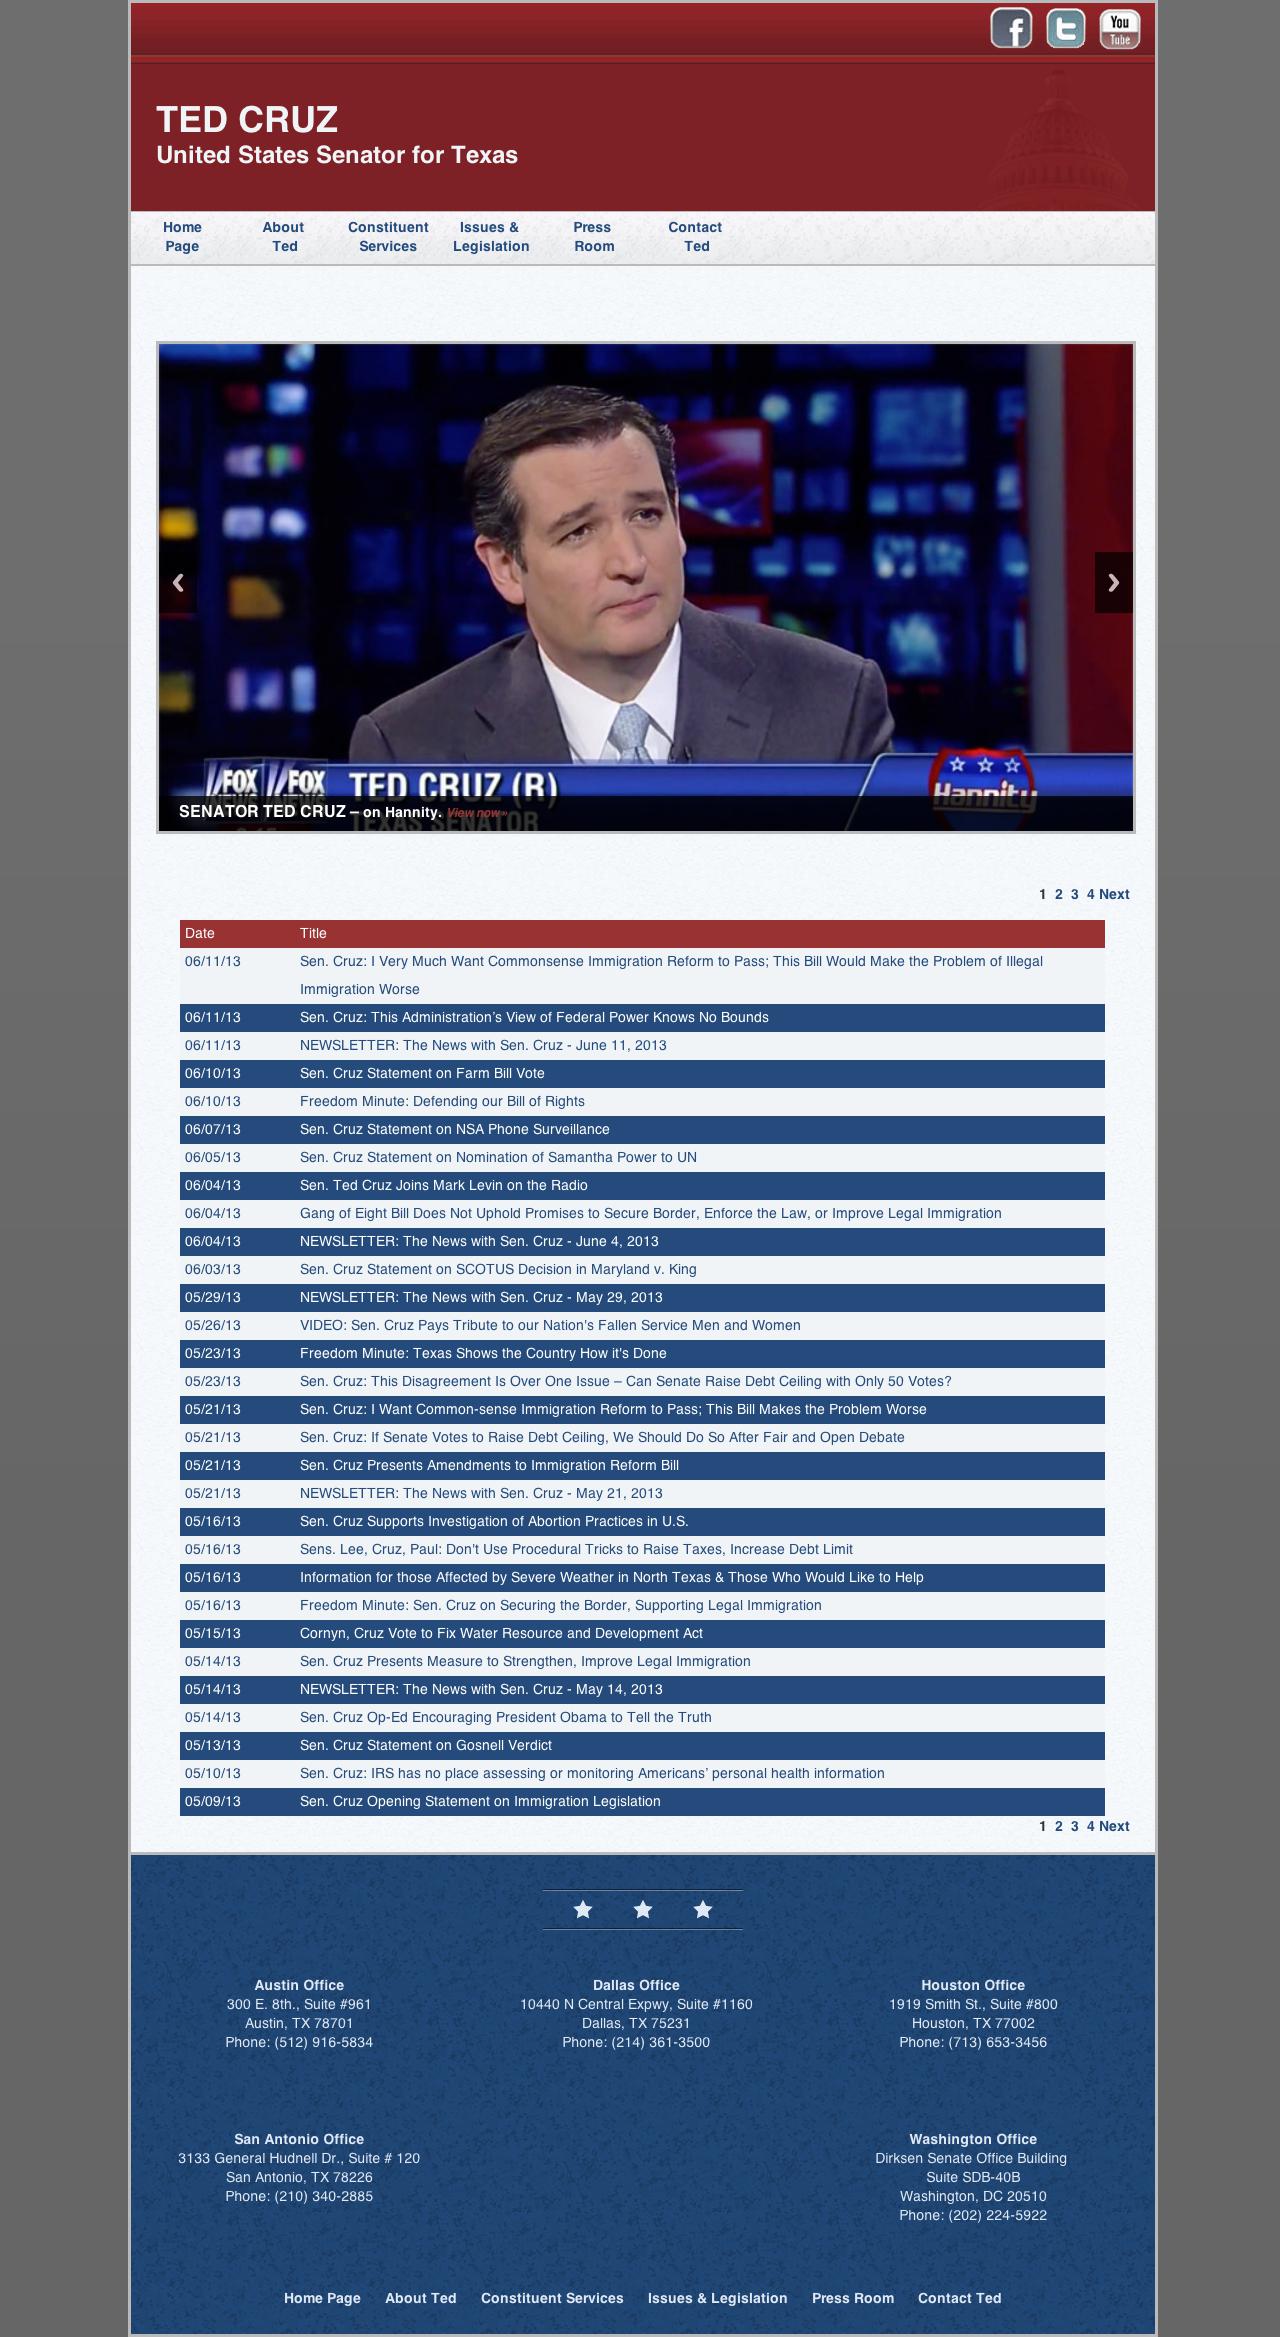 f t You Tube
TED CRUZ
United States Senator for Texas
Home Page
About Ted
Constituent Services
Issues & Legislation
Press Room
Contact Ted
FOX NEWS FOX NEWS TED CRUZ (R)
TEXAS SENATOR
Hannity
SENATOR TED CRUZ – on Hannity. View now»
1 2 3 4 Next
Date Title
06/11/13 Sen. Cruz: I Very Much Want Commonsense Immigration Reform to Pass; This Bill Would Make the Problem of Illegal
Immigration Worse
06/11/13 Sen. Cruz: This Administration’s View of Federal Power Knows No Bounds
06/11/13 NEWSLETTER: The News with Sen. Cruz - June 11, 2013
06/10/13 Sen. Cruz Statement on Farm Bill Vote
06/10/13 Freedom Minute: Defending our Bill of Rights
06/07/13 Sen. Cruz Statement on NSA Phone Surveillance
06/05/13 Sen. Cruz Statement on Nomination of Samantha Power to UN
06/04/13 Sen. Ted Cruz Joins Mark Levin on the Radio
06/04/13 Gang of Eight Bill Does Not Uphold Promises to Secure Border, Enforce the Law, or Improve Legal Immigration
06/04/13 NEWSLETTER: The News with Sen. Cruz - June 4, 2013
06/03/13 Sen. Cruz Statement on SCOTUS Decision in Maryland v. King
05/29/13 NEWSLETTER: The News with Sen. Cruz - May 29, 2013
05/26/13 VIDEO: Sen. Cruz Pays Tribute to our Nation’s Fallen Service Men and Women
05/23/13 Freedom Minute: Texas Shows the Country How it's Done
05/23/13 Sen. Cruz: This Disagreement Is Over One Issue – Can Senate Raise Debt Ceiling with Only 50 Votes?
05/21/13 Sen. Cruz: I Want Common-sense Immigration Reform to Pass; This Bill Makes the Problem Worse
05/21/13 Sen. Cruz: If Senate Votes to Raise Debt Ceiling, We Should Do So After Fair and Open Debate
05/21/13 Sen. Cruz Presents Amendments to Immigration Reform Bill
05/21/13 NEWSLETTER: The News with Sen. Cruz - May 21, 2013
05/16/13 Sen. Cruz Supports Investigation of Abortion Practices in U.S.
05/16/13 Sens. Lee, Cruz, Paul: Don’t Use Procedural Tricks to Raise Taxes, Increase Debt Limit
05/16/13 Information for those Affected by Severe Weather in North Texas & Those Who Would Like to Help
05/16/13 Freedom Minute: Sen. Cruz on Securing the Border, Supporting Legal Immigration
05/15/13 Cornyn, Cruz Vote to Fix Water Resource and Development Act
05/14/13 Sen. Cruz Presents Measure to Strengthen, Improve Legal Immigration
05/14/13 NEWSLETTER: The News with Sen. Cruz - May 14, 2013
05/14/13 Sen. Cruz Op-Ed Encouraging President Obama to Tell the Truth
05/13/13 Sen. Cruz Statement on Gosnell Verdict
05/10/13 Sen. Cruz: IRS has no place assessing or monitoring Americans’ personal health information
05/09/13 Sen. Cruz Opening Statement on Immigration Legislation
1 2 3 4 Next
Austin Office
300 E. 8th., Suite #961
Austin, TX 78701
Phone: (512) 916-5834
Dallas Office
10440 N Central Expwy, Suite #1160
Dallas, TX 75231
Phone: (214) 361-3500
Houston Office
1919 Smith St., Suite #800
Houston, TX 77002
Phone: (713) 653-3456
San Antonio Office
3133 General Hudnell Dr., Suite # 120
San Antonio, TX 78226
Phone: (210) 340-2885
Washington Office
Dirksen Senate Office Building
Suite SDB-40B
Washington, DC 20510
Phone: (202) 224-5922
Home Page About Ted Constituent Services Issues & Legislation Press Room Contact Ted